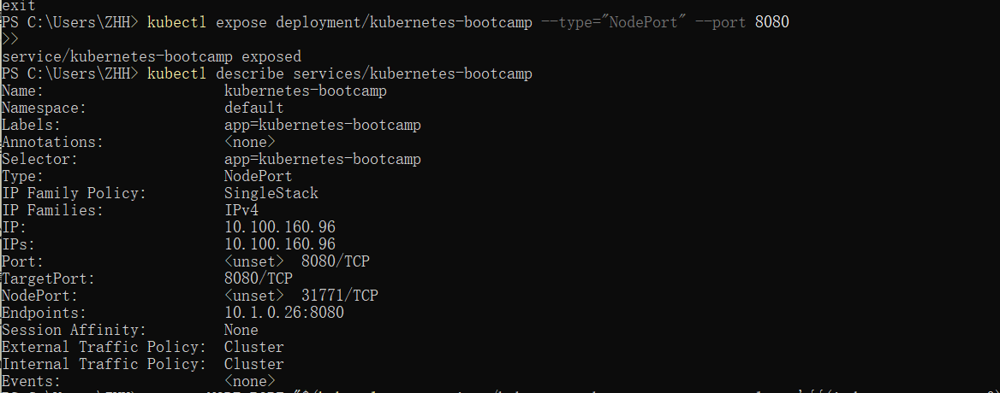 exit
PS C:\Users\ZHH> kubectl expose deployment/kubernetes-bootcamp --type="NodePort" --port 8080
>>
service/kubernetes-bootcamp exposed
PS C:\Users\ZHH> kubectl describe services/kubernetes-bootcamp
Name: kubernetes-bootcamp
Namespace: default
Labels: app=kubernetes-bootcamp
Annotations: <none>
Selector: app=kubernetes-bootcamp
Type: NodePort
IP Family Policy: SingleStack
IP Families: IPv4
IP: 10.100.160.96
IPs: 10.100.160.96
Port: <unset> 8080/TCP
TargetPort: 8080/TCP
NodePort: <unset> 31771/TCP
Endpoints: 10.1.0.26:8080
Session Affinity: None
External Traffic Policy: Cluster
Internal Traffic Policy: Cluster
Events: <none>